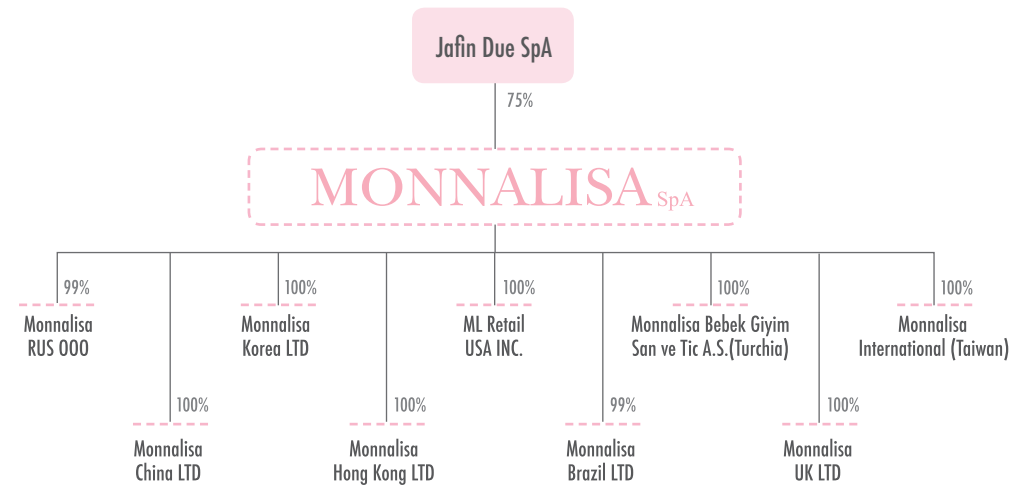 Jafin Due SpA
75%
MONNALISA SpA
99%
100%
100%
100%
100%
Monnalisa
RUS OOO
Monnalisa
Korea LTD
ML Retail
USA INC.
Monnalisa Bebek Giyim
San ve Tic A.S.(Turchia)
Monnalisa
International (Taiwan)
100%
100%
99%
100%
Monnalisa
China LTD
Monnalisa
Hong Kong LTD
Monnalisa
Brazil LTD
Monnalisa
UK LTD